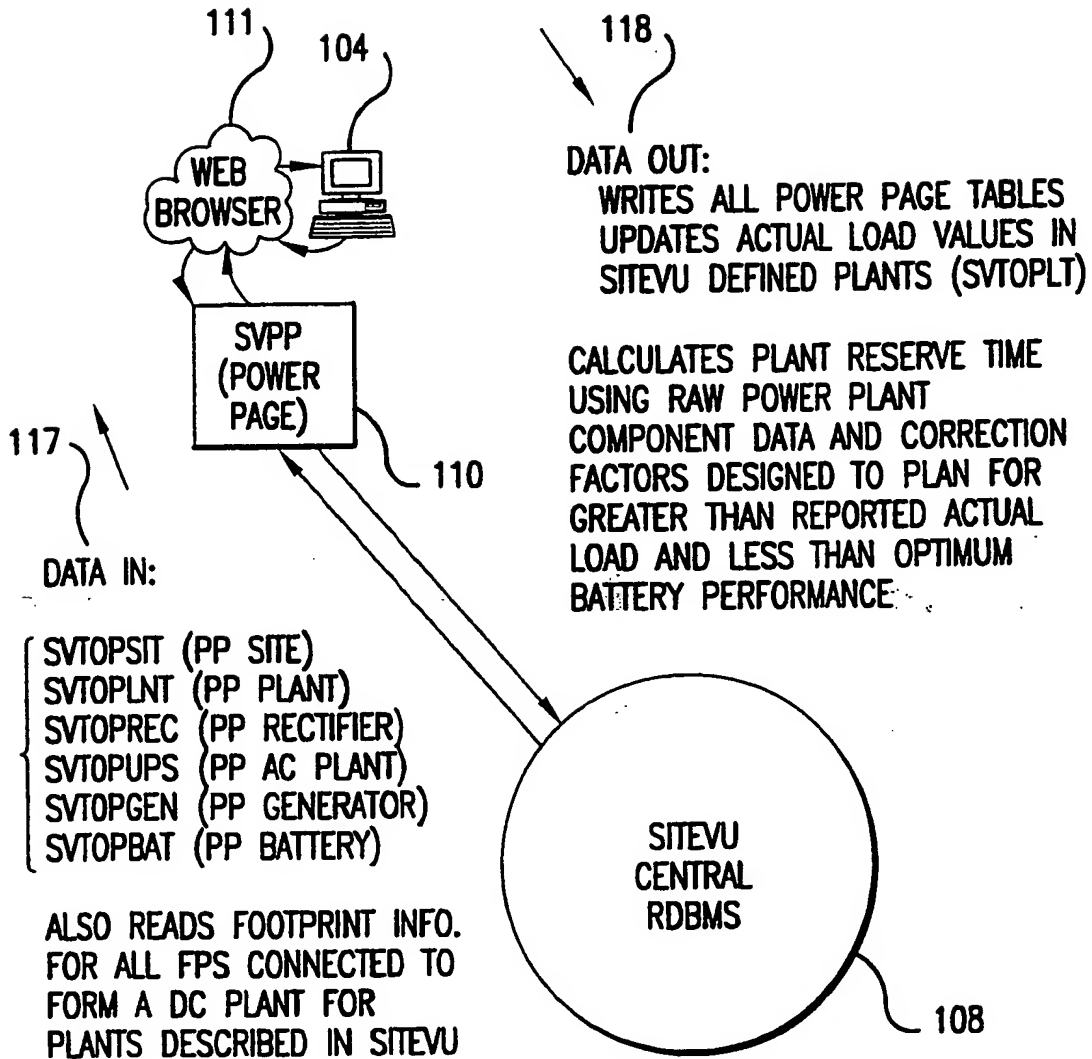 111
104
118
WEB
BROWSER
DATA OUT:
WRITES ALL POWER PAGE TABLES
UPDATES ACTUAL LOAD VALUES IN
SITEVU DEFINED PLANTS (SVTOPLT)
SVPP
(POWER
PAGE)
CALCULATES PLANT RESERVE TIME
USING RAW POWER PLANT
COMPONENT DATA AND CORRECTION
FACTORS DESIGNED TO PLAN FOR
GREATER THAN REPORTED ACTUAL
LOAD AND LESS THAN OPTIMUM
BATTERY PERFORMANCE
117
110
DATA IN:
SVTOPSIT (PP SITE)
SVTOPLNT (PP PLANT)
SVTOPREC (PP RECTIFIER)
SVTOPUPS (PP AC PLANT)
SVTOPGEN (PP GENERATOR)
SVTOPBAT (PP BATTERY)
ALSO READS FOOTPRINT INFO.
FOR ALL FPS CONNECTED TO
FORM A DC PLANT FOR
PLANTS DESCRIBED IN SITEVU
SITEVU
CENTRAL
RDBMS
108